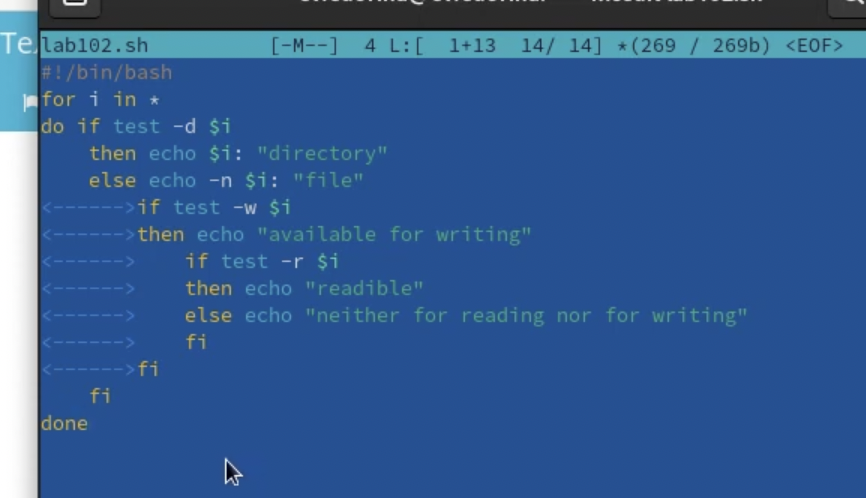 Te
lab102.sh [-M--] 4 L:[ 1+13 14/ 14] *(269 / 269b) <EOF>
#!/bin/bash
for i in *
do if test -d $i
then echo $i: "directory"
else echo -n $i: "file"
<------>if test -w $i
<------>then echo "available for writing"
<------> if test -r $i
<------> then echo "readible"
<------> else echo "neither for reading nor for writing"
<------> fi
<------>fi
fi
done